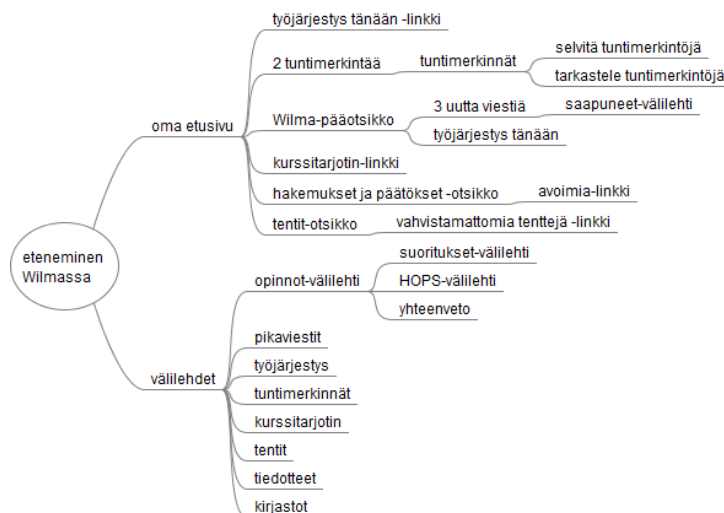 eteneminen
Wilmassa
oma etusivu
työjärjestys tänään -linkki
2 tuntimerkintää
tuntimerkinnät
selvitä tuntimerkintöjä
tarkastele tuntimerkintöjä
Wilma-pääotsikko
3 uutta viestiä
saapuneet-välilehti
työjärjestys tänään
kurssitarjotin-linkki
hakemukset ja päätökset -otsikko
avoimia-linkki
tentit-otsikko
vahvistamattomia tenttejä -linkki
välilehdet
opinnot-välilehti
suoritukset-välilehti
HOPS-välilehti
yhteenveto
pikaviestit
työjärjestys
tuntimerkinnät
kurssitarjotin
tentit
tiedotteet
kirjastot